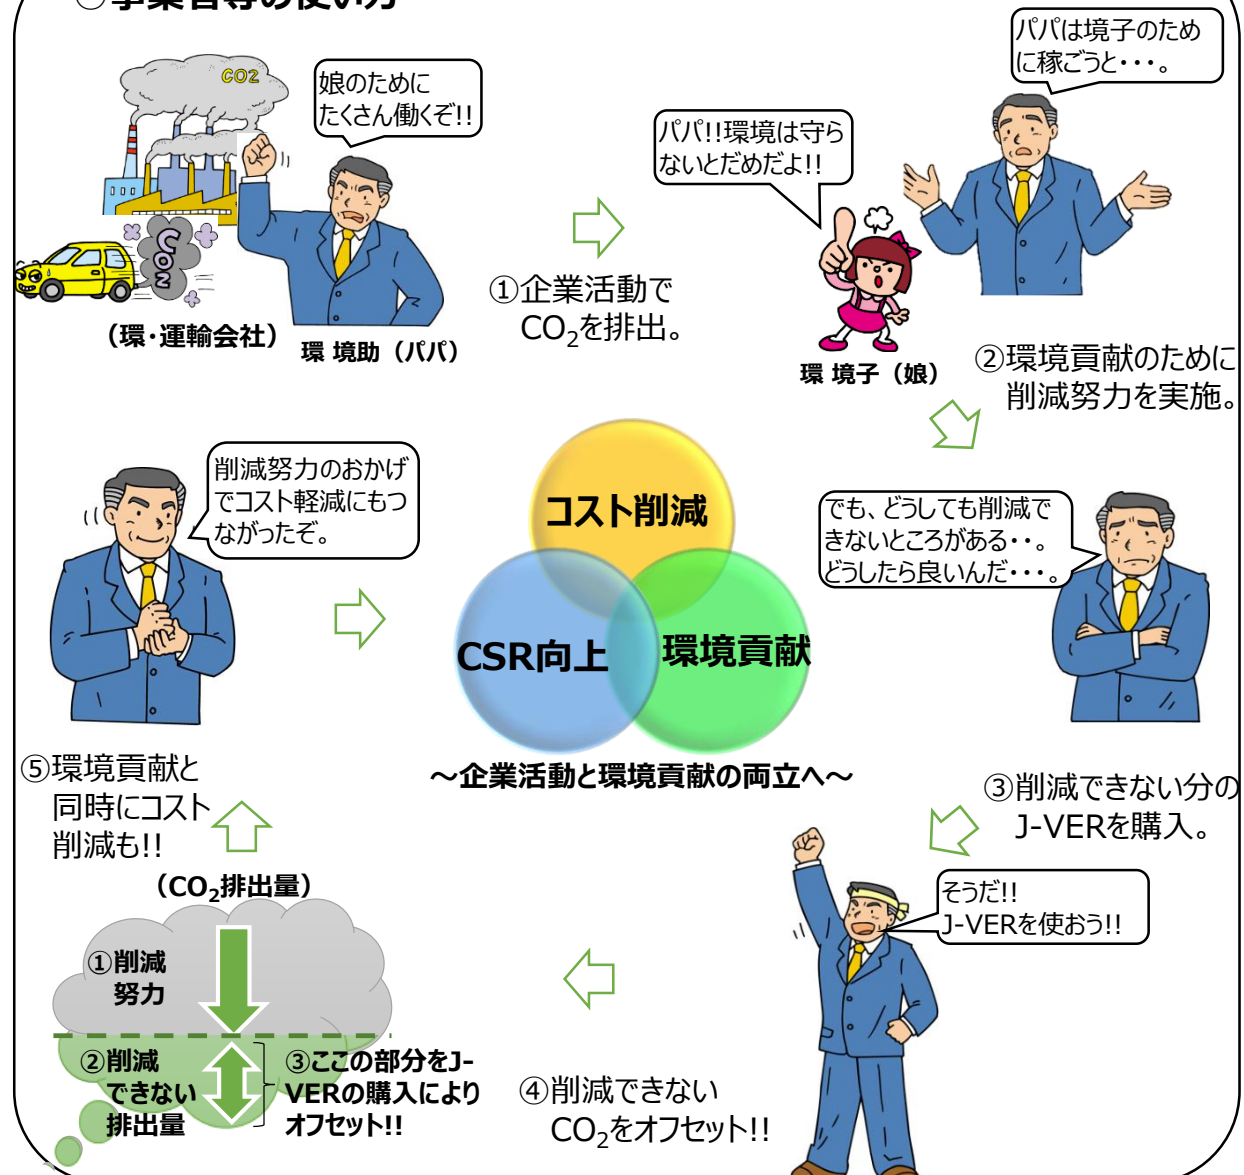 ○事業者等の使い方
CO2
娘のために
たくさん働くぞ!!
CO2
（環・運輸会社）
環 境助（パパ）
①企業活動で
CO₂を排出。
パパは境子のため
に稼ごうと・・・。
パパ!!環境は守ら
ないとだめだよ!!
環 境子（娘）
②環境貢献のために
削減努力を実施。
でも、どうしても削減で
きないところがある・・。
どうしたら良いんだ・・・。
③削減できない分の
J-VERを購入。
そうだ!!
J-VERを使おう!!
④削減できない
CO₂をオフセット!!
（CO₂排出量）
①削減
努力
②削減
できない
排出量
③ここの部分をJ-
VERの購入により
オフセット!!
⑤環境貢献と
同時にコスト
削減も!!
削減努力のおかげ
でコスト軽減にもつ
ながったぞ。
コスト削減
CSR向上
環境貢献
～企業活動と環境貢献の両立へ～